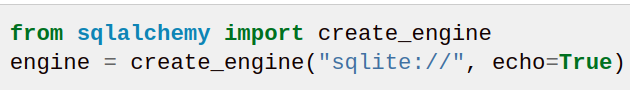 from sqlalchemy import create_engine
engine = create_engine("sqlite://", echo=True)